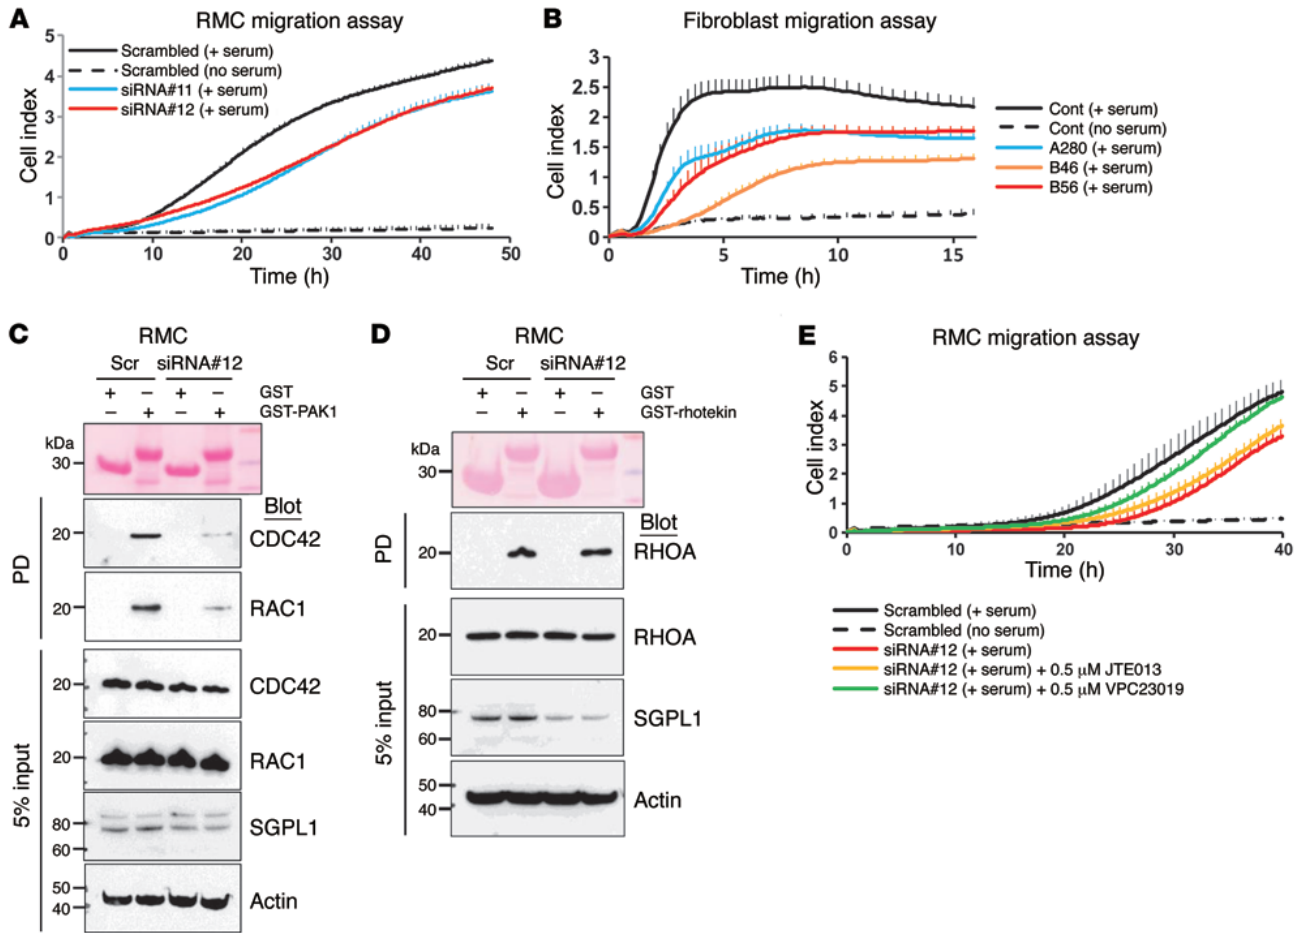 A
RMC migration assay
5
4
3
2
1
0
Cell index
Scrambled (+ serum)
Scrambled (no serum)
siRNA#11 (+ serum)
siRNA#12 (+ serum)
0 10 20 30 40 50
Time (h)
B
Fibroblast migration assay
3
2.5
2
1.5
1
0.5
0
Cell index
0 5 10 15
Time (h)
Cont (+ serum)
Cont (no serum)
A280 (+ serum)
B46 (+ serum)
B56 (+ serum)
C
RMC
Scr siRNA#12
+ – + – GST
– + – + GST-PAK1
kDa
30
PD
Blot
20 CDC42
20 RAC1
5% input
20 CDC42
20 RAC1
80 SGPL1
60
50 Actin
40
D
RMC
Scr siRNA#12
+ – + – GST
– + – + GST-rhotekin
kDa
30
PD
Blot
20 RHOA
5% input
20 RHOA
80 SGPL1
60
50 Actin
40
E
RMC migration assay
6
5
4
3
2
1
0
Cell index
0 10 20 30 40
Time (h)
Scrambled (+ serum)
Scrambled (no serum)
siRNA#12 (+ serum)
siRNA#12 (+ serum) + 0.5 μM JTE013
siRNA#12 (+ serum) + 0.5 μM VPC23019